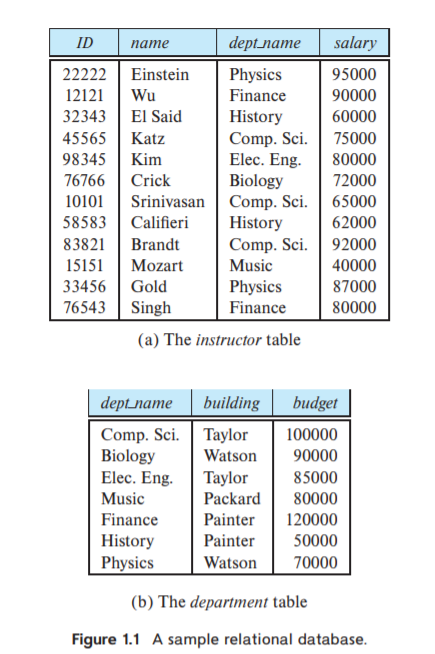 ID name dept_name salary
22222 Einstein Physics 95000
12121 Wu Finance 90000
32343 El Said History 60000
45565 Katz Comp. Sci. 75000
98345 Kim Elec. Eng. 80000
76766 Crick Biology 72000
10101 Srinivasan Comp. Sci. 65000
58583 Califieri History 62000
83821 Brandt Comp. Sci. 92000
15151 Mozart Music 40000
33456 Gold Physics 87000
76543 Singh Finance 80000
(a) The instructor table
dept_name building budget
Comp. Sci. Taylor 100000
Biology Watson 90000
Elec. Eng. Taylor 85000
Music Packard 80000
Finance Painter 120000
History Painter 50000
Physics Watson 70000
(b) The department table
Figure 1.1 A sample relational database.